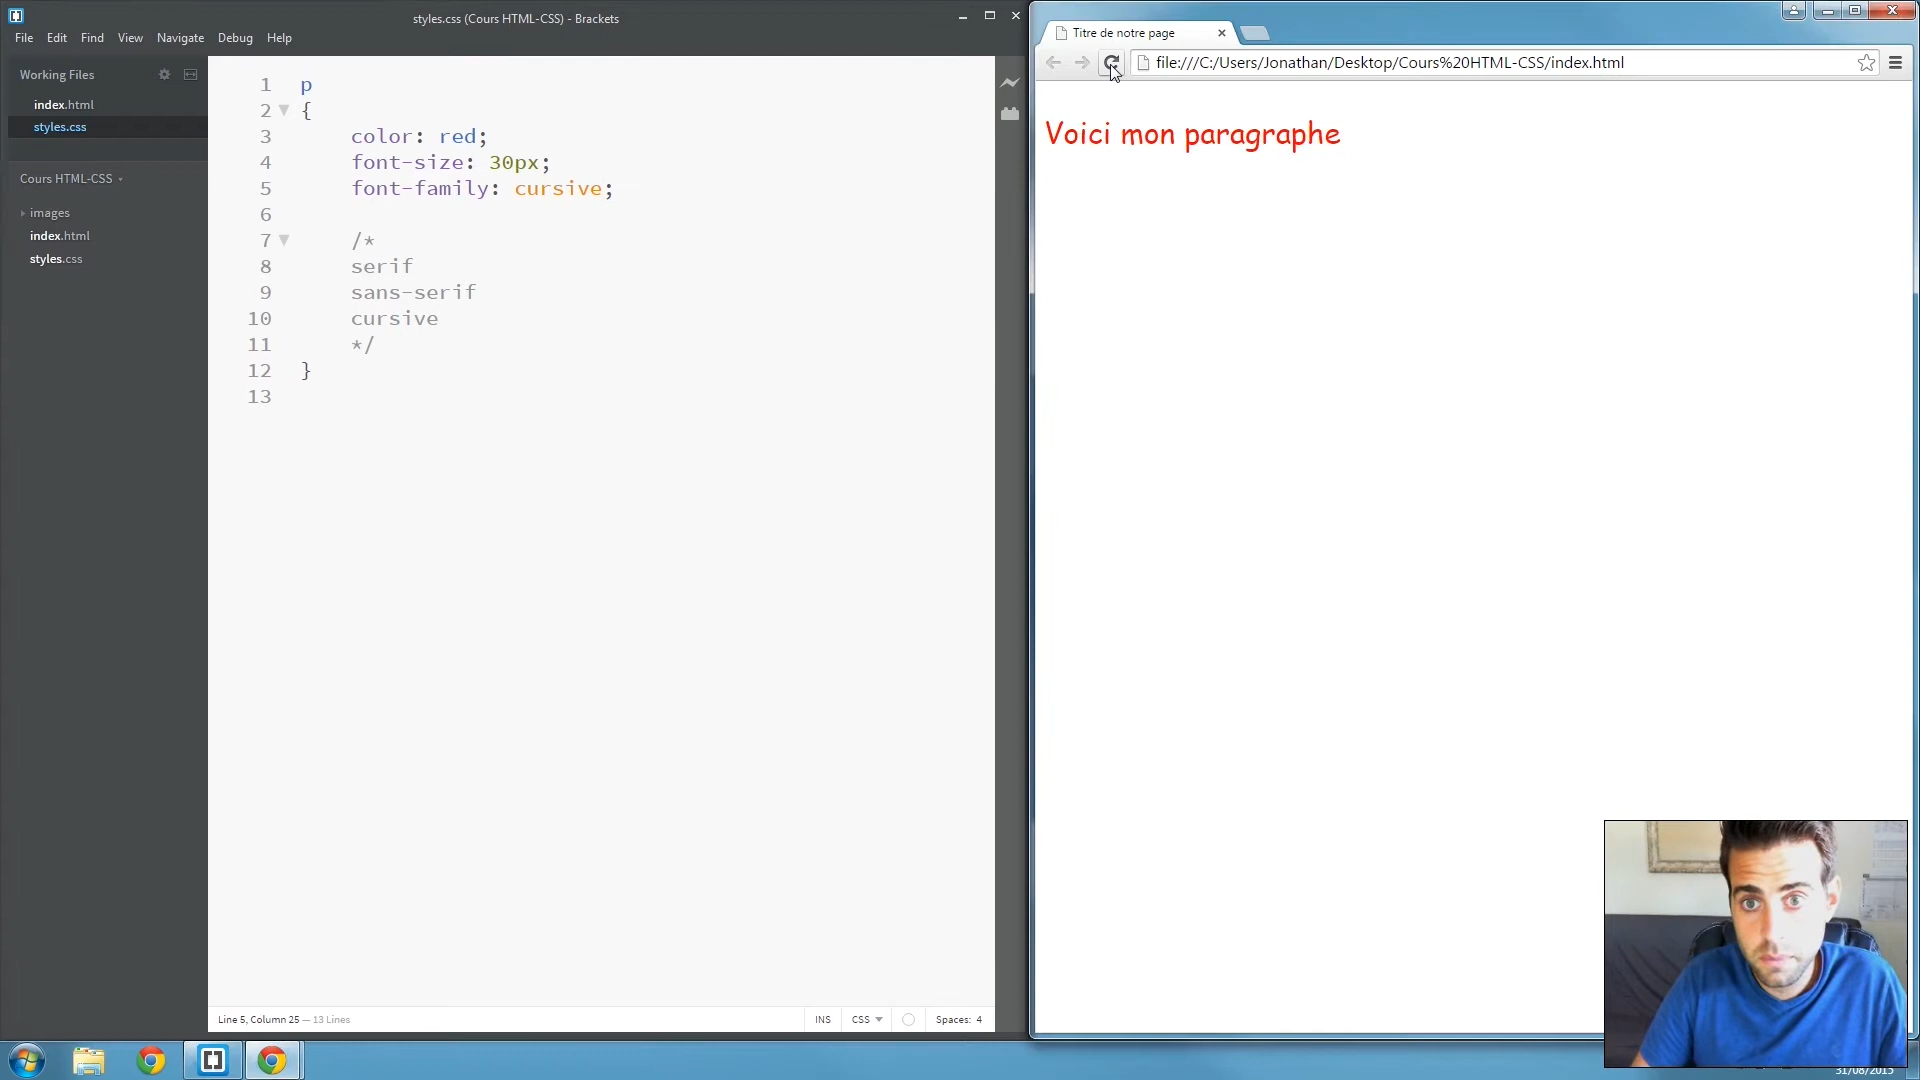 styles.css (Cours HTML-CSS) - Brackets
File Edit Find View Navigate Debug Help
Working Files
index.html
styles.css
Cours HTML-CSS
images
index.html
styles.css
1 p
2 {
3 color: red;
4 font-size: 30px;
5 font-family: cursive;
6
7 /*
8 serif
9 sans-serif
10 cursive
11 */
12 }
13
Line 5, Column 25 — 13 Lines
INS CSS Spaces: 4
Titre de notre page
file:///C:/Users/Jonathan/Desktop/Cours%20HTML-CSS/index.html
Voici mon paragraphe
31/08/2015